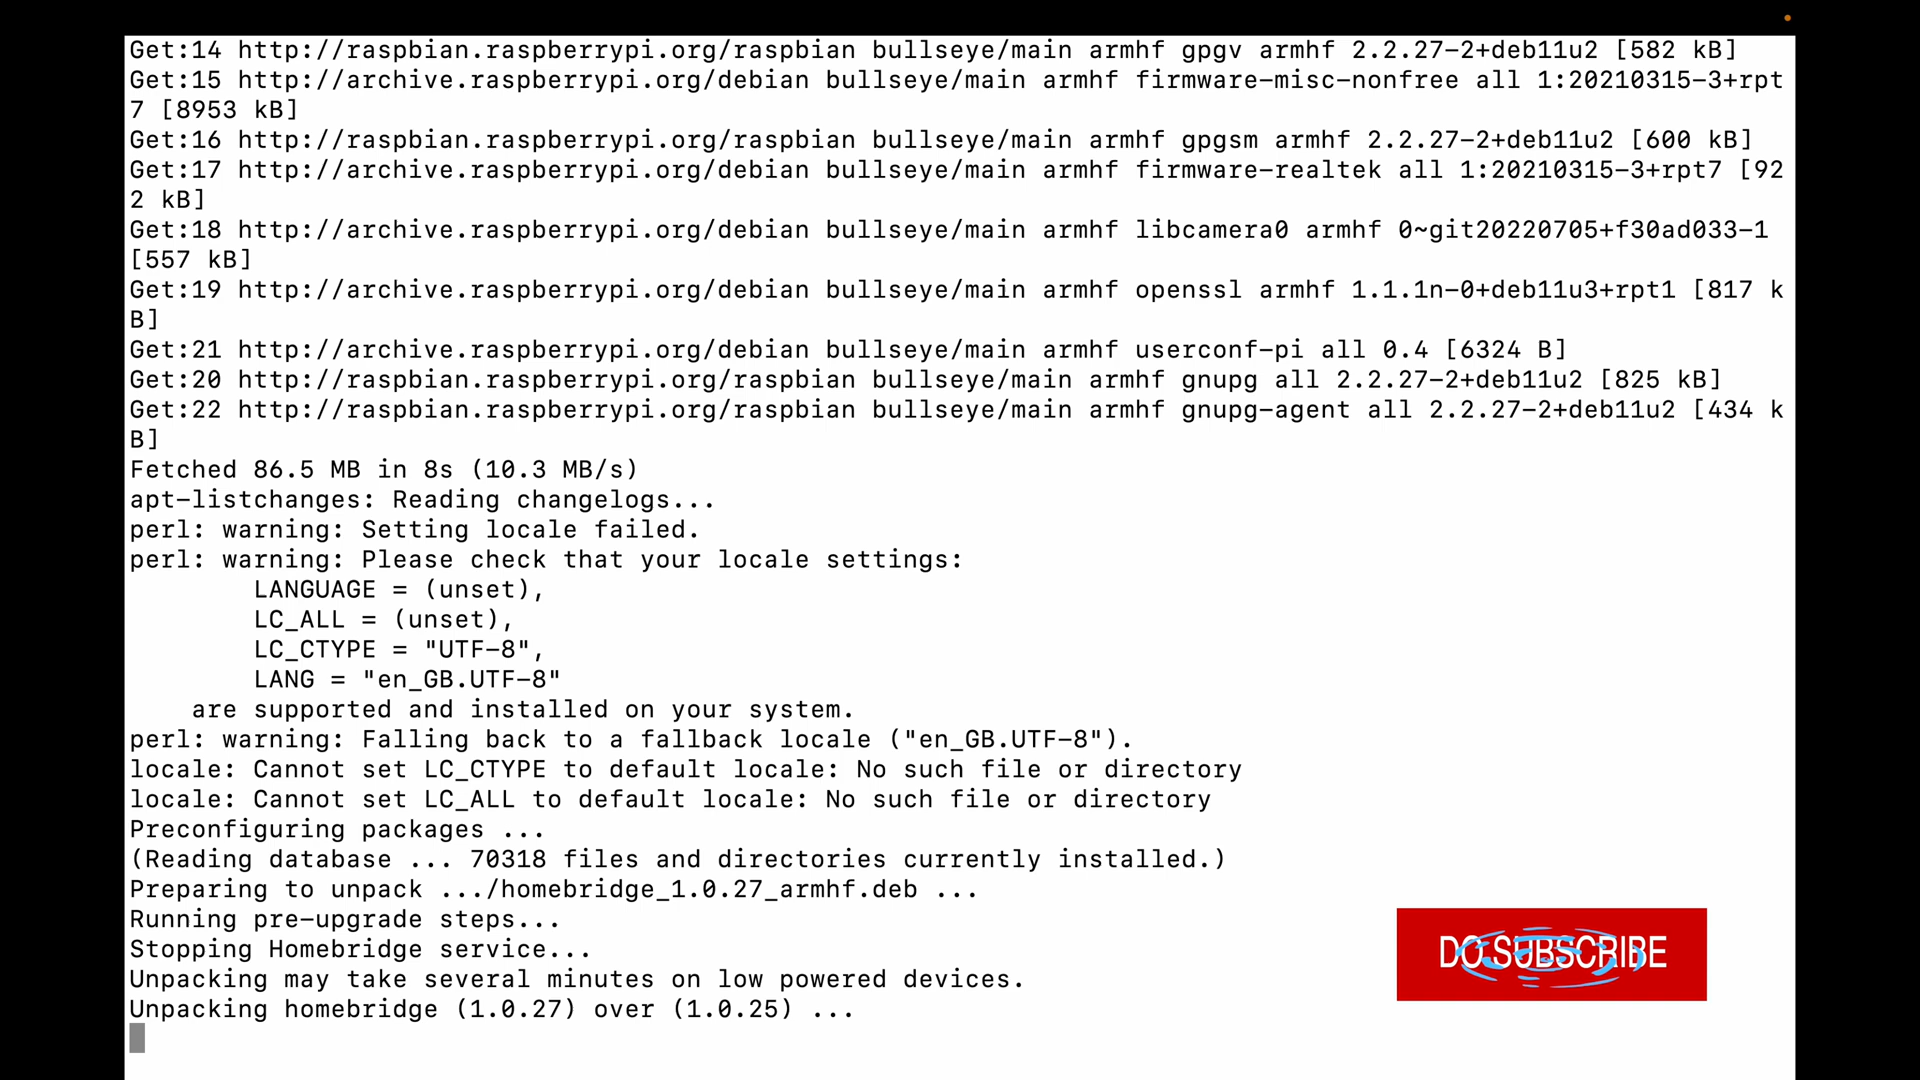 Get:14 http://raspbian.raspberrypi.org/raspbian bullseye/main armhf gpgv armhf 2.2.27-2+deb11u2 [582 kB]
Get:15 http://archive.raspberrypi.org/debian bullseye/main armhf firmware-misc-nonfree all 1:20210315-3+rpt
7 [8953 kB]
Get:16 http://raspbian.raspberrypi.org/raspbian bullseye/main armhf gpgsm armhf 2.2.27-2+deb11u2 [600 kB]
Get:17 http://archive.raspberrypi.org/debian bullseye/main armhf firmware-realtek all 1:20210315-3+rpt7 [92
2 kB]
Get:18 http://archive.raspberrypi.org/debian bullseye/main armhf libcamera0 armhf 0~git20220705+f30ad033-1
[557 kB]
Get:19 http://archive.raspberrypi.org/debian bullseye/main armhf openssl armhf 1.1.1n-0+deb11u3+rpt1 [817 k
B]
Get:21 http://archive.raspberrypi.org/debian bullseye/main armhf userconf-pi all 0.4 [6324 B]
Get:20 http://raspbian.raspberrypi.org/raspbian bullseye/main armhf gnupg all 2.2.27-2+deb11u2 [825 kB]
Get:22 http://raspbian.raspberrypi.org/raspbian bullseye/main armhf gnupg-agent all 2.2.27-2+deb11u2 [434 k
B]
Fetched 86.5 MB in 8s (10.3 MB/s)
apt-listchanges: Reading changelogs...
perl: warning: Setting locale failed.
perl: warning: Please check that your locale settings:
LANGUAGE = (unset),
LC_ALL = (unset),
LC_CTYPE = "UTF-8",
LANG = "en_GB.UTF-8"
are supported and installed on your system.
perl: warning: Falling back to a fallback locale ("en_GB.UTF-8").
locale: Cannot set LC_CTYPE to default locale: No such file or directory
locale: Cannot set LC_ALL to default locale: No such file or directory
Preconfiguring packages ...
(Reading database ... 70318 files and directories currently installed.)
Preparing to unpack .../homebridge_1.0.27_armhf.deb ...
Running pre-upgrade steps...
Stopping Homebridge service...
Unpacking may take several minutes on low powered devices.
Unpacking homebridge (1.0.27) over (1.0.25) ...
DO SUBSCRIBE